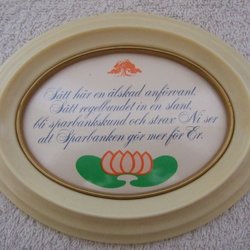 Sätt här en älskad anförvant.
Sätt regelbundet in en slant,
bli sparbankskund och strax Ni ser
att Sparbanken gör mer för Er.